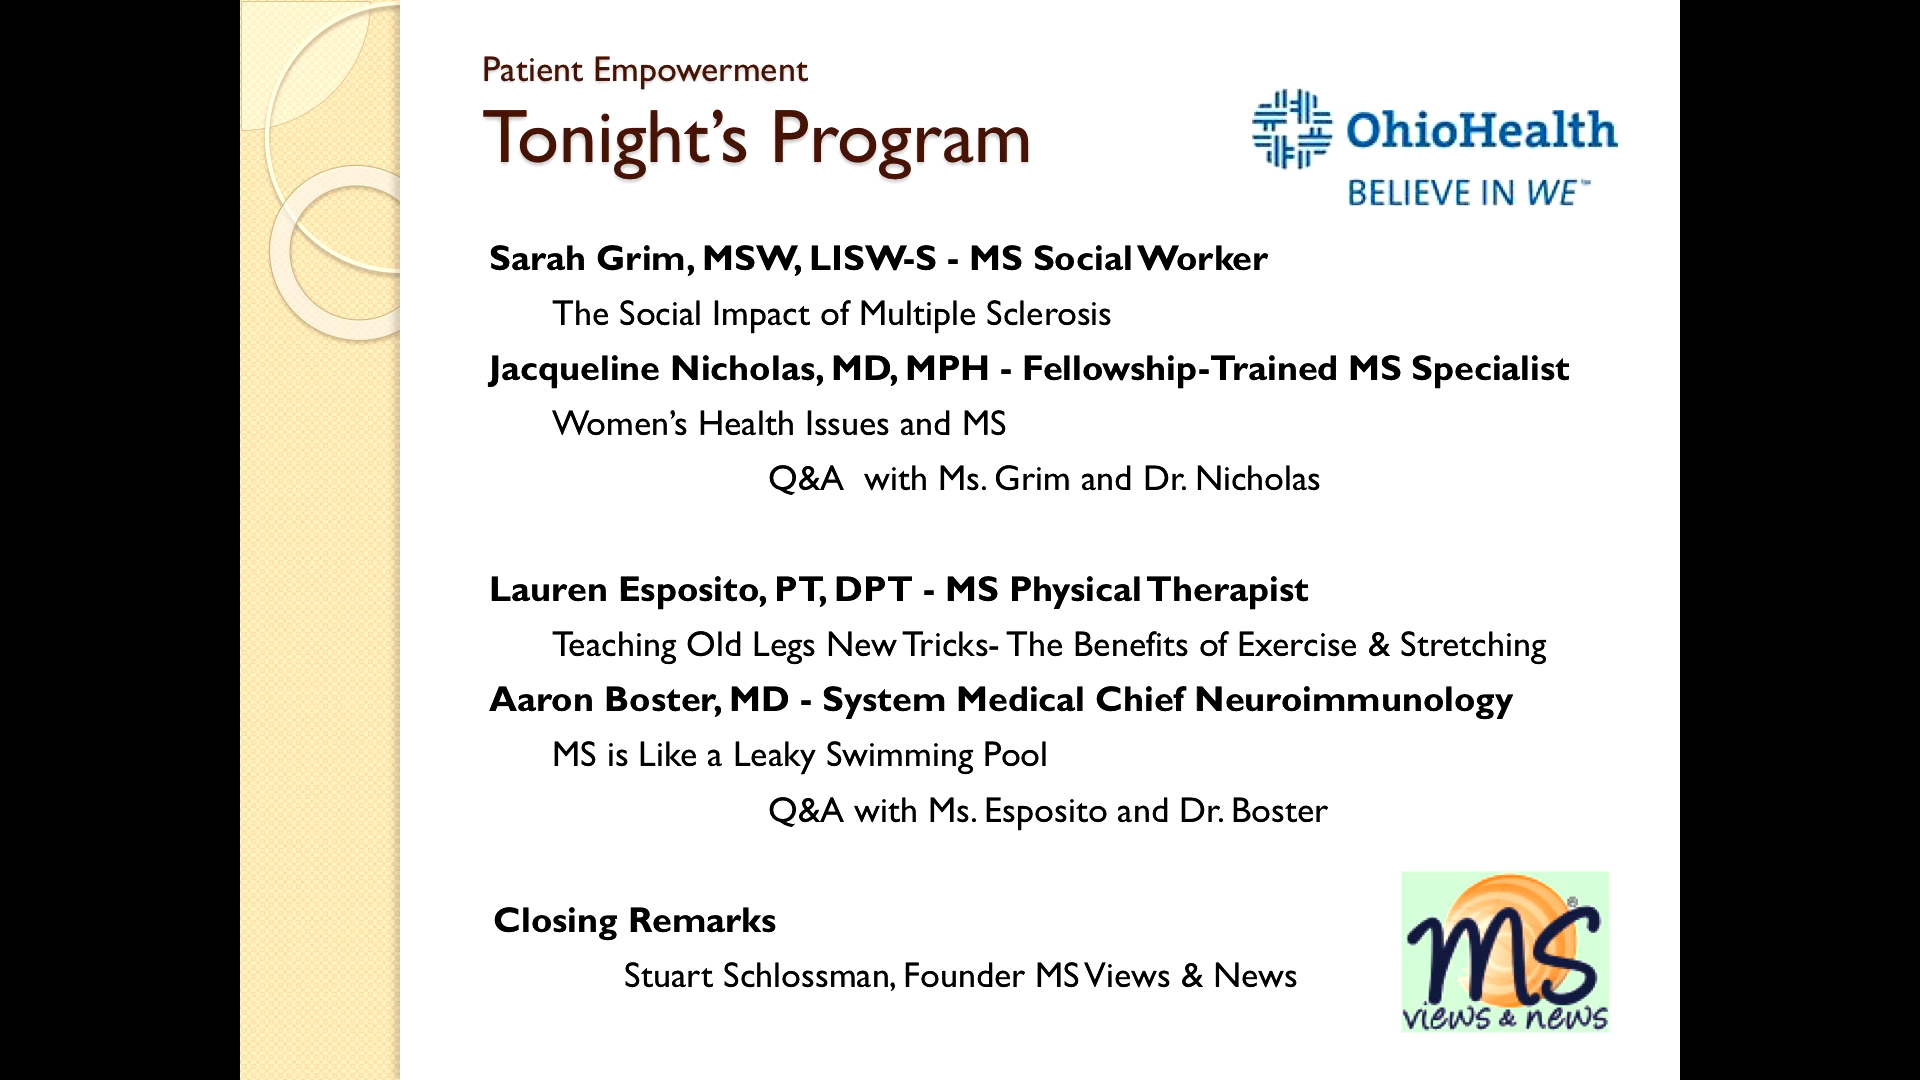 Patient Empowerment
Tonight's Program
OhioHealth
BELIEVE IN WE™
Sarah Grim, MSW, LISW-S - MS Social Worker
The Social Impact of Multiple Sclerosis
Jacqueline Nicholas, MD, MPH - Fellowship-Trained MS Specialist
Women's Health Issues and MS
Q&A with Ms. Grim and Dr. Nicholas
Lauren Esposito, PT, DPT - MS Physical Therapist
Teaching Old Legs New Tricks- The Benefits of Exercise & Stretching
Aaron Boster, MD - System Medical Chief Neuroimmunology
MS is Like a Leaky Swimming Pool
Q&A with Ms. Esposito and Dr. Boster
Closing Remarks
Stuart Schlossman, Founder MS Views & News
MS®
views & news